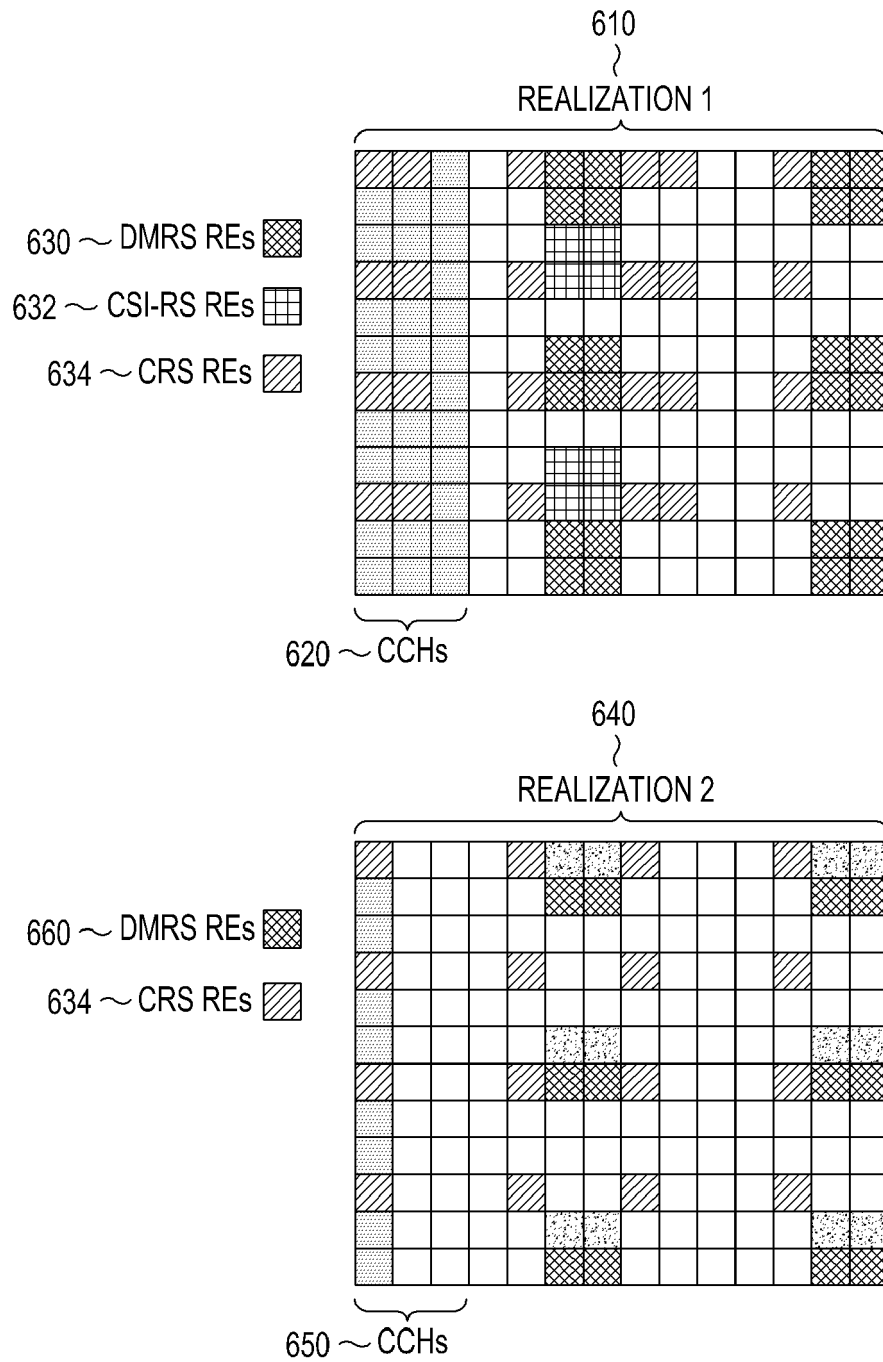 610
REALIZATION 1
630 ~ DMRS REs
632 ~ CSI-RS REs
634 ~ CRS REs
620 ~ CCHs
640
REALIZATION 2
660 ~ DMRS REs
634 ~ CRS REs
650 ~ CCHs